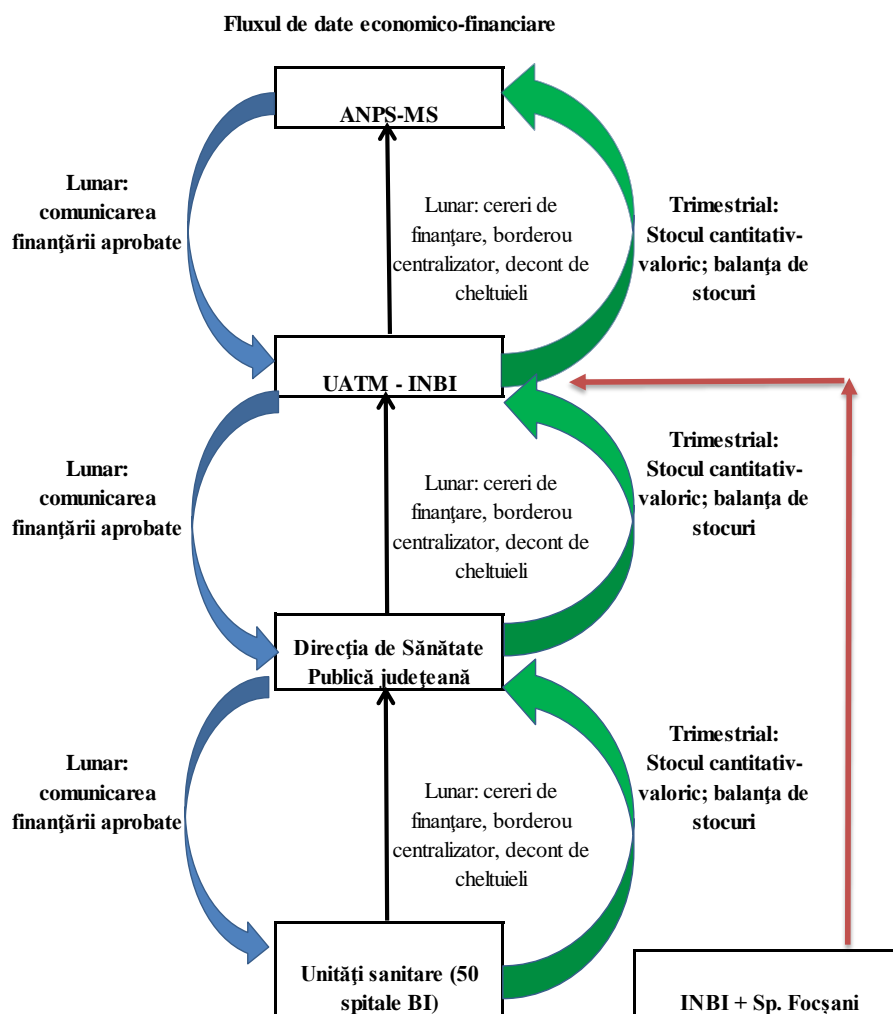 Fluxul de date economico-financiare
ANPS-MS
Lunar:
comunicarea
finanţării aprobate
Lunar: cereri de
finanţare, borderou
centralizator, decont de
cheltuieli
Trimestrial:
Stocul cantitativ-
valoric; balanţa de
stocuri
UATM - INBI
Lunar:
comunicarea
finanţării aprobate
Lunar: cereri de
finanţare, borderou
centralizator, decont de
cheltuieli
Trimestrial:
Stocul cantitativ-
valoric; balanţa de
stocuri
Direcţia de Sănătate
Publică judeţeană
Lunar:
comunicarea
finanţării aprobate
Lunar: cereri de
finanţare, borderou
centralizator, decont de
cheltuieli
Trimestrial:
Stocul cantitativ-
valoric; balanţa de
stocuri
Unităţi sanitare (50
spitale BI)
INBI + Sp. Focșani